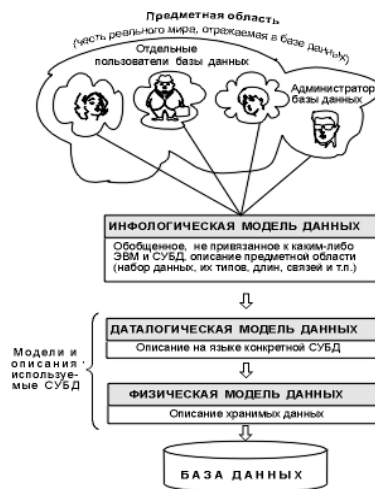 Предметная область
(часть реального мира, отражаемая в базе данных)
Отдельные
пользователи базы данных
Администратор
базы данных
ИНФОЛОГИЧЕСКАЯ МОДЕЛЬ ДАННЫХ
Обобщенное, не привязанное к каким-либо
ЭВМ и СУБД, описание предметной области
(набор данных, их типов, длин, связей и т.п.)
ДАТАЛОГИЧЕСКАЯ МОДЕЛЬ ДАННЫХ
Описание на языке конкретной СУБД
Модели и
описания
используе-
мые СУБД
ФИЗИЧЕСКАЯ МОДЕЛЬ ДАННЫХ
Описание хранимых данных
БАЗА ДАННЫХ